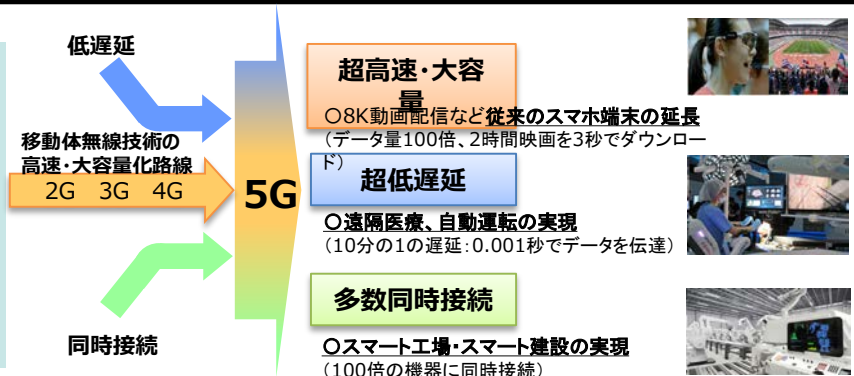 低遅延
移動体無線技術の
高速・大容量化路線
2G 3G 4G
同時接続
5G
超高速・大容
量
〇8K動画配信など従来のスマホ端末の延長
(データ量100倍、2時間映画を3秒でダウンロー
ド)
超低遅延
〇遠隔医療、自動運転の実現
(10分の1の遅延：0.001秒でデータを伝達)
多数同時接続
〇スマート工場・スマート建設の実現
(100倍の機器に同時接続)